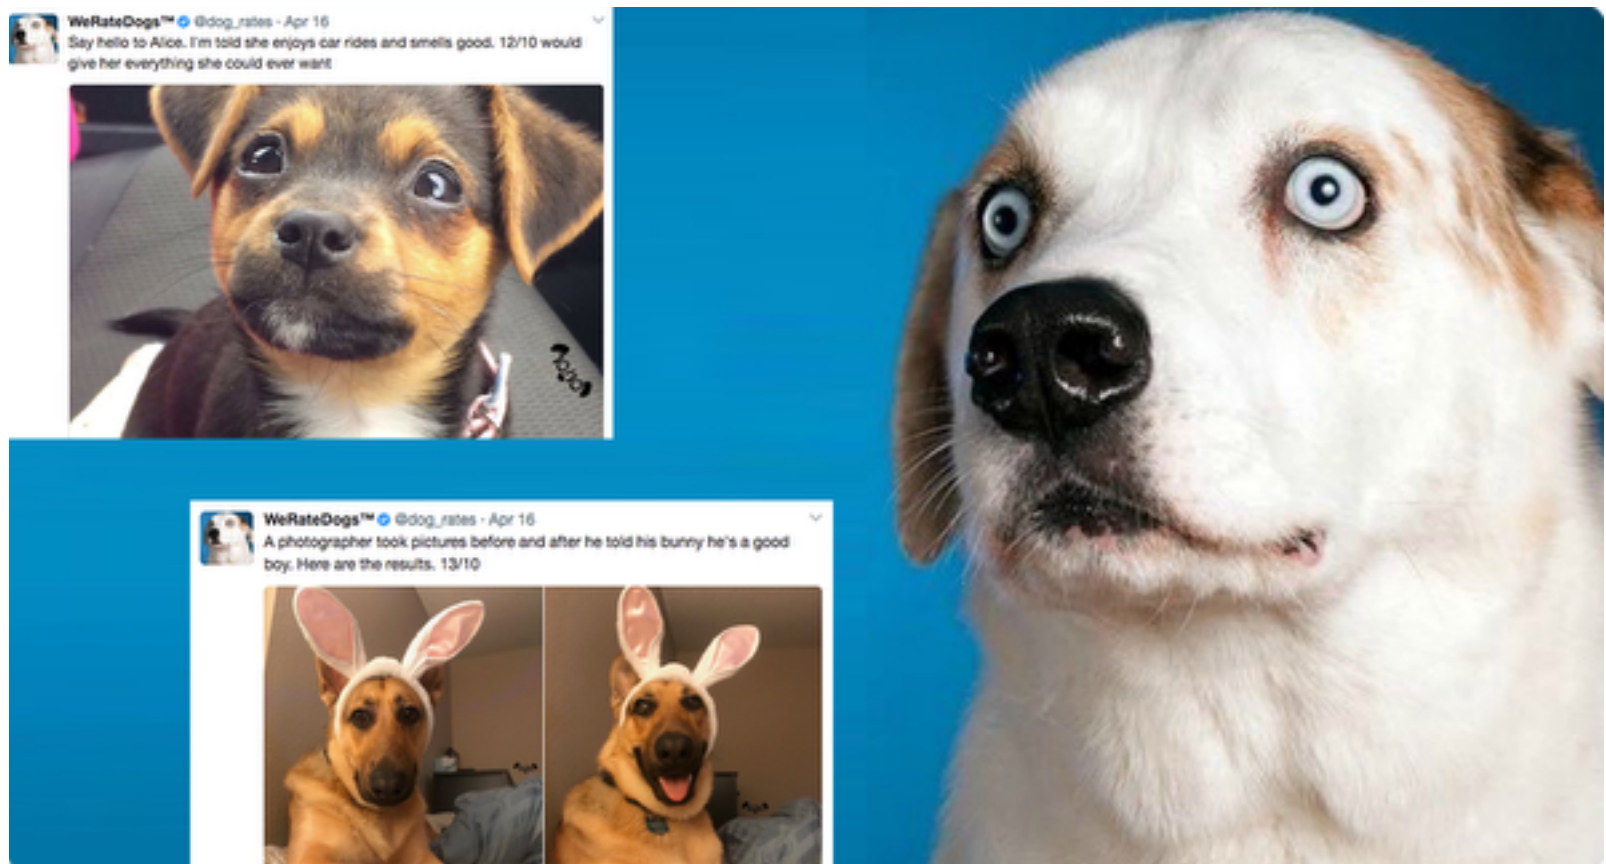 WeRateDogs™ @dog_rates - Apr 16
Say hello to Alice. I'm told she enjoys car rides and smells good. 12/10 would
give her everything she could ever want
WeRateDogs™ @dog_rates - Apr 16
A photographer took pictures before and after he told his bunny he's a good
boy. Here are the results. 13/10